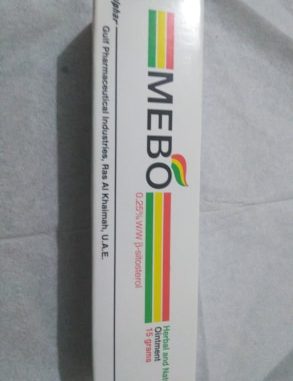 MEBO
0.25% W/W β-sitosterol
Herbal and
Ointment
15 grams
Gulf Pharmaceutical Industries, Ras Al Khaimah, U.A.E.